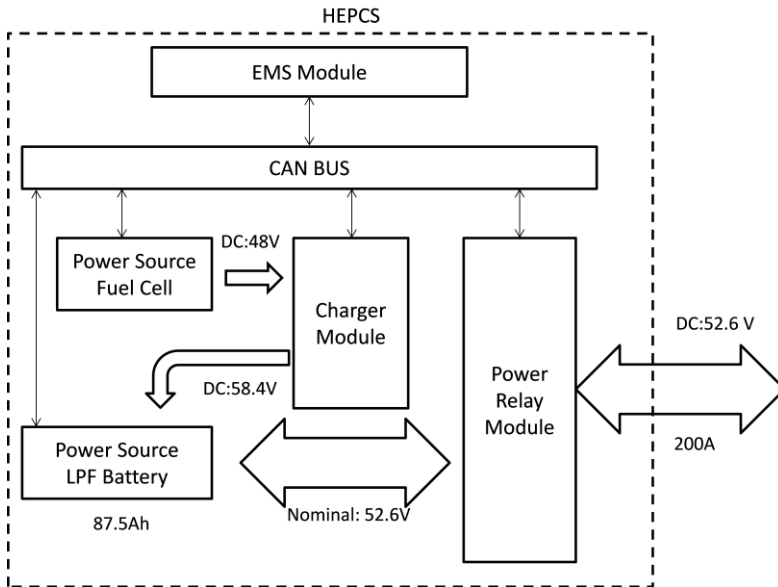 HEPCS
EMS Module
CAN BUS
Power Source
Fuel Cell
DC:48V
Charger
Module
DC:58.4V
Power
Relay
Module
DC:52.6 V
200A
Power Source
LPF Battery
87.5Ah
Nominal: 52.6V